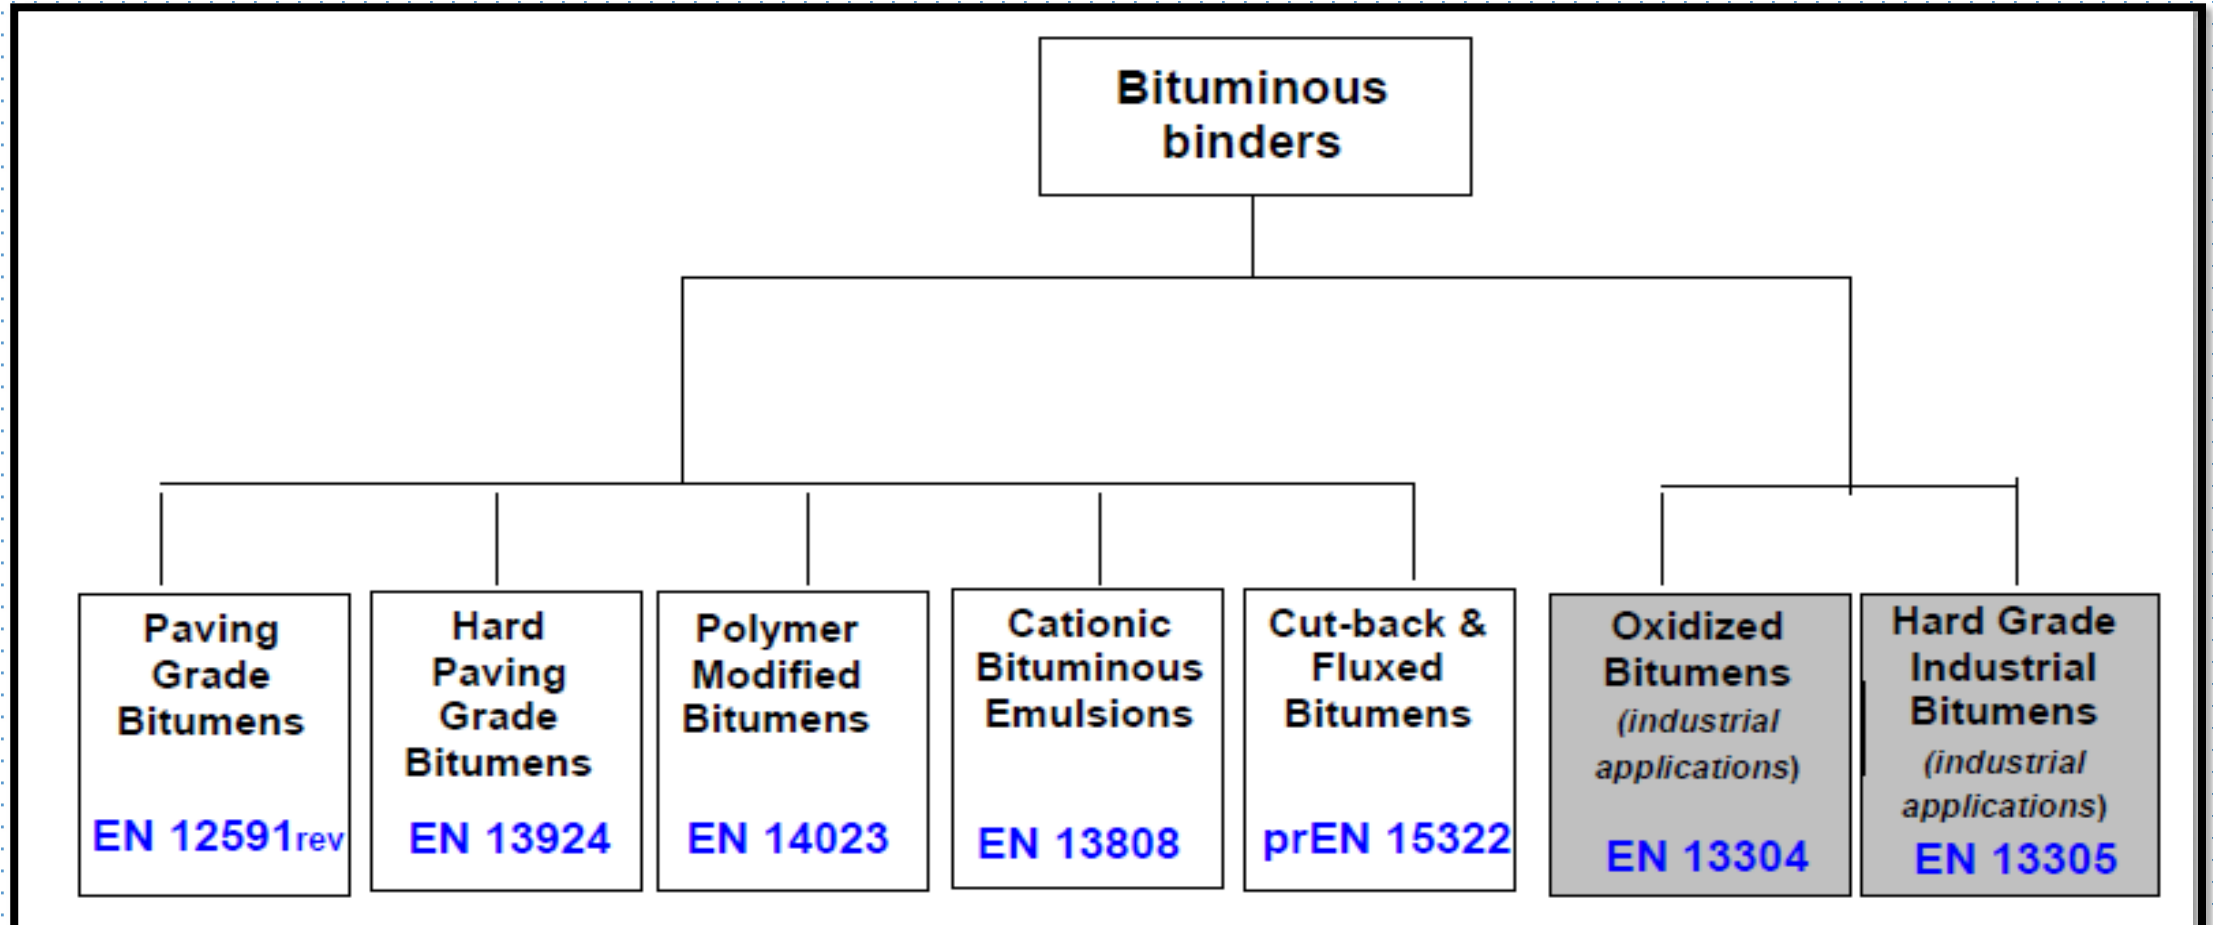 Bituminous
binders
Paving
Grade
Bitumens
EN 12591rev
Hard
Paving
Grade
Bitumens
EN 13924
Polymer
Modified
Bitumens
EN 14023
Cationic
Bituminous
Emulsions
EN 13808
Cut-back &
Fluxed
Bitumens
prEN 15322
Oxidized
Bitumens
(industrial
applications)
EN 13304
Hard Grade
Industrial
Bitumens
(industrial
applications)
EN 13305